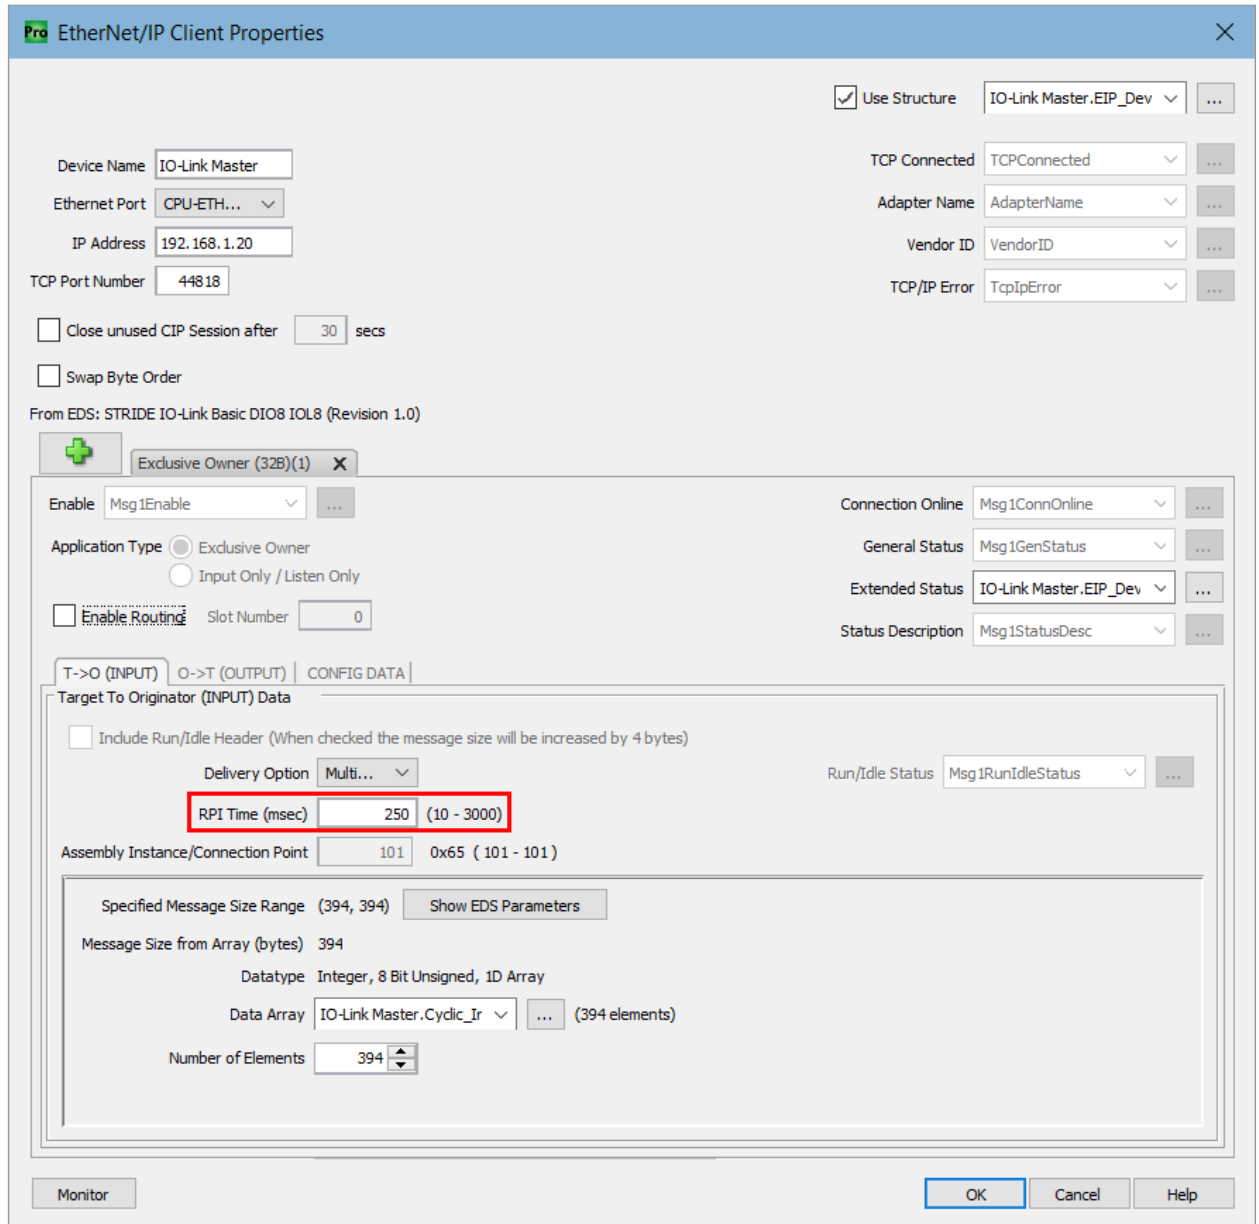 Pro EtherNet/IP Client Properties
Use Structure IO-Link Master.EIP_Dev ...
Device Name IO-Link Master
TCP Connected TCPConnected ...
Ethernet Port CPU-ETH...
Adapter Name AdapterName ...
IP Address 192.168.1.20
Vendor ID VendorID ...
TCP Port Number 44818
TCP/IP Error TcpIpError ...
Close unused CIP Session after 30 secs
Swap Byte Order
From EDS: STRIDE IO-Link Basic DIO8 IOL8 (Revision 1.0)
Exclusive Owner (32B)(1) X
Enable Msg1Enable ...
Connection Online Msg1ConnOnline ...
Application Type Exclusive Owner
General Status Msg1GenStatus ...
Input Only / Listen Only
Extended Status IO-Link Master.EIP_Dev ...
Enable Routing Slot Number 0
Status Description Msg1StatusDesc ...
T->O (INPUT) O->T (OUTPUT) CONFIG DATA
Target To Originator (INPUT) Data
Include Run/Idle Header (When checked the message size will be increased by 4 bytes)
Delivery Option Multi...
Run/Idle Status Msg1RunIdleStatus ...
RPI Time (msec) 250 (10 - 3000)
Assembly Instance/Connection Point 101 0x65 ( 101 - 101 )
Specified Message Size Range (394, 394) Show EDS Parameters
Message Size from Array (bytes) 394
Datatype Integer, 8 Bit Unsigned, 1D Array
Data Array IO-Link Master.Cyclic_Ir ... (394 elements)
Number of Elements 394
Monitor OK Cancel Help